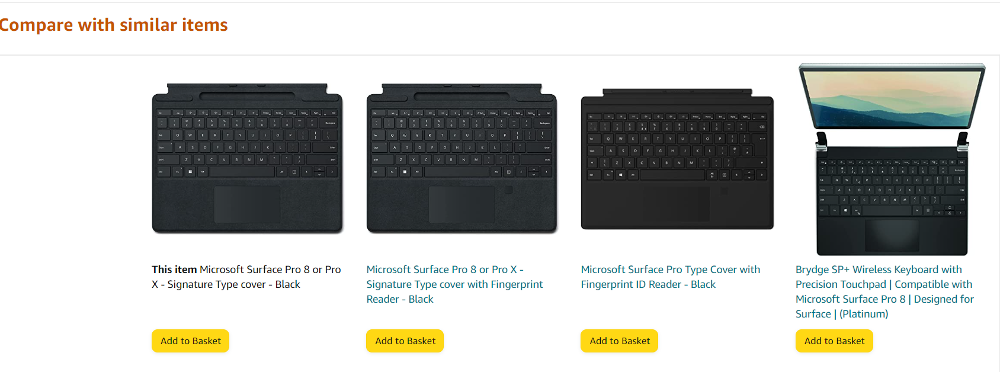 Compare with similar items
This item Microsoft Surface Pro 8 or Pro
X - Signature Type cover - Black
Add to Basket
Microsoft Surface Pro 8 or Pro X -
Signature Type cover with Fingerprint
Reader - Black
Add to Basket
Microsoft Surface Pro Type Cover with
Fingerprint ID Reader - Black
Add to Basket
Brydge SP+ Wireless Keyboard with
Precision Touchpad | Compatible with
Microsoft Surface Pro 8 | Designed for
Surface | (Platinum)
Add to Basket